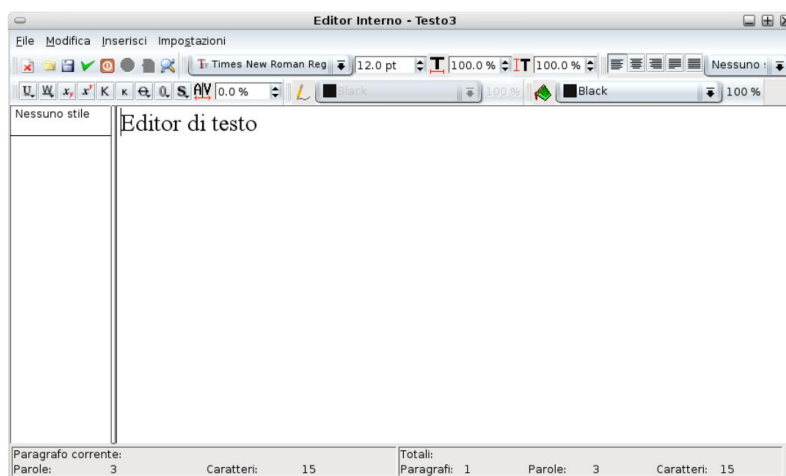 Editor Interno - Testo3
File Modifica Inserisci Impostazioni
Times New Roman Reg 12.0 pt T 100.0 % T 100.0 % Nessuno
U W x, x' K K Q S AV 0.0 % Black 100 % Black 100 %
Nessuno stile
Editor di testo
Paragrafo corrente: Totali:
Parole: 3 Caratteri: 15 Paragrafi: 1 Parole: 3 Caratteri: 15